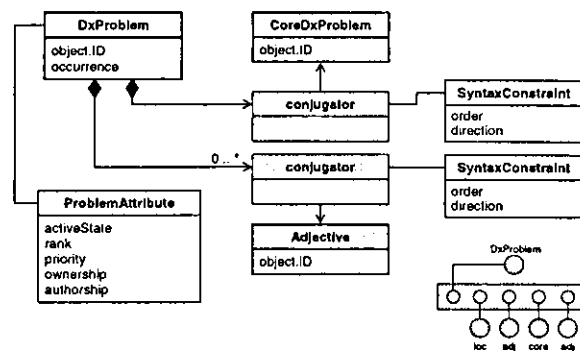 DxProblem
object.ID
occurrence
CoreDxProblem
object.ID
conjugator
SyntaxConstraint
order
direction
0...*
conjugator
SyntaxConstraint
order
direction
ProblemAttribute
activeState
rank
priority
ownership
authorship
Adjective
object.ID
DxProblem
loc adj core adj